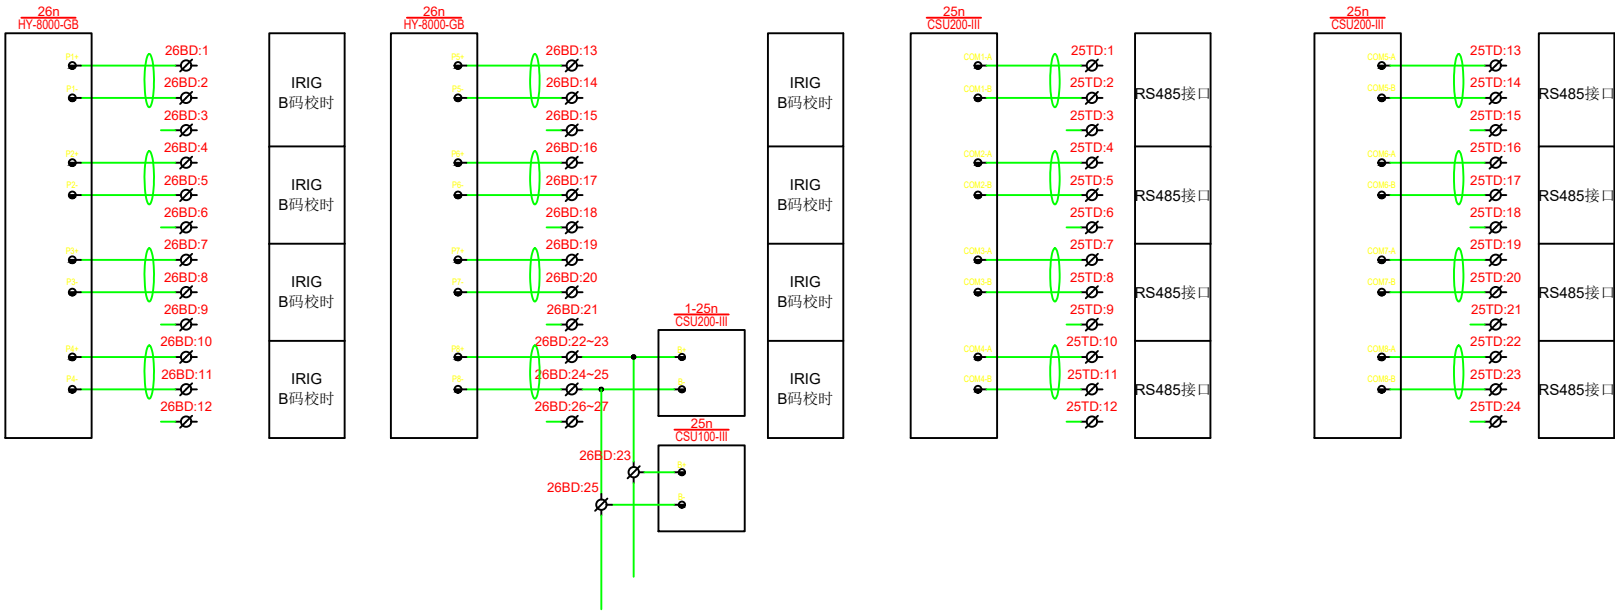 26n
HY-8000-GB
26BD:1
26BD:2
26BD:3
26BD:4
26BD:5
26BD:6
26BD:7
26BD:8
26BD:9
26BD:10
26BD:11
26BD:12
IRIG
B码校时
IRIG
B码校时
IRIG
B码校时
IRIG
B码校时
26n
HY-8000-GB
26BD:13
26BD:14
26BD:15
26BD:16
26BD:17
26BD:18
26BD:19
26BD:20
26BD:21
26BD:22~23
26BD:24~25
26BD:26~27
1-25n
CSU200-III
25n
CSU100-III
26BD:23
26BD:25
IRIG
B码校时
IRIG
B码校时
IRIG
B码校时
IRIG
B码校时
25n
CSU200-III
COM1-A
COM1-B
COM2-A
COM2-B
COM3-A
COM3-B
COM4-A
COM4-B
25TD:1
25TD:2
25TD:3
25TD:4
25TD:5
25TD:6
25TD:7
25TD:8
25TD:9
25TD:10
25TD:11
25TD:12
RS485接口
RS485接口
RS485接口
RS485接口
25n
CSU200-III
25TD:13
25TD:14
25TD:15
25TD:16
25TD:17
25TD:18
25TD:19
25TD:20
25TD:21
25TD:22
25TD:23
25TD:24
RS485接口
RS485接口
RS485接口
RS485接口